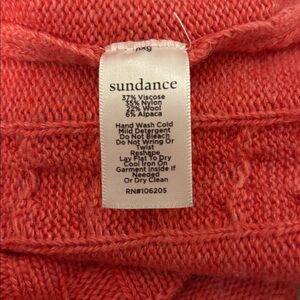 sundance
37% Viscose
35% Nylon
22% Wool
6% Alpaca
Hand Wash Cold
Mild Detergent
Do Not Bleach
Do Not Wring Or
Twist
Reshape
Lay Flat To Dry
Cool Iron On
Garment Inside If
Needed
Or Dry Clean
RN#106205